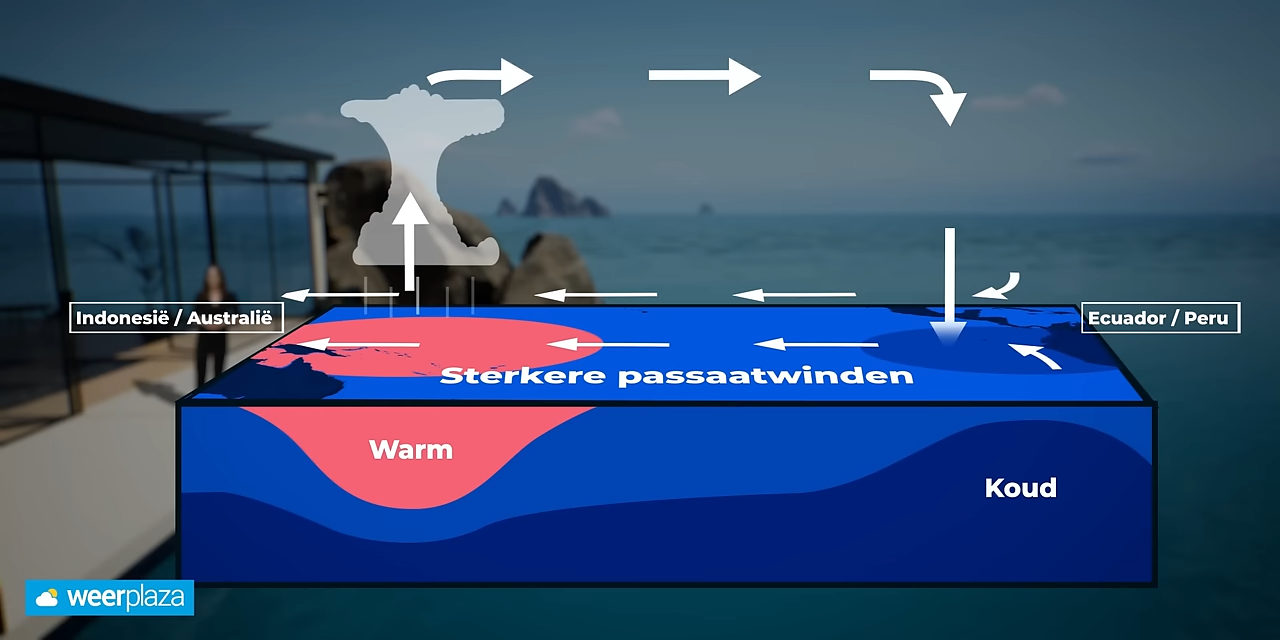 Indonesië / Australië
Ecuador / Peru
Sterkere passaatwinden
Warm
Koud
weerplaza